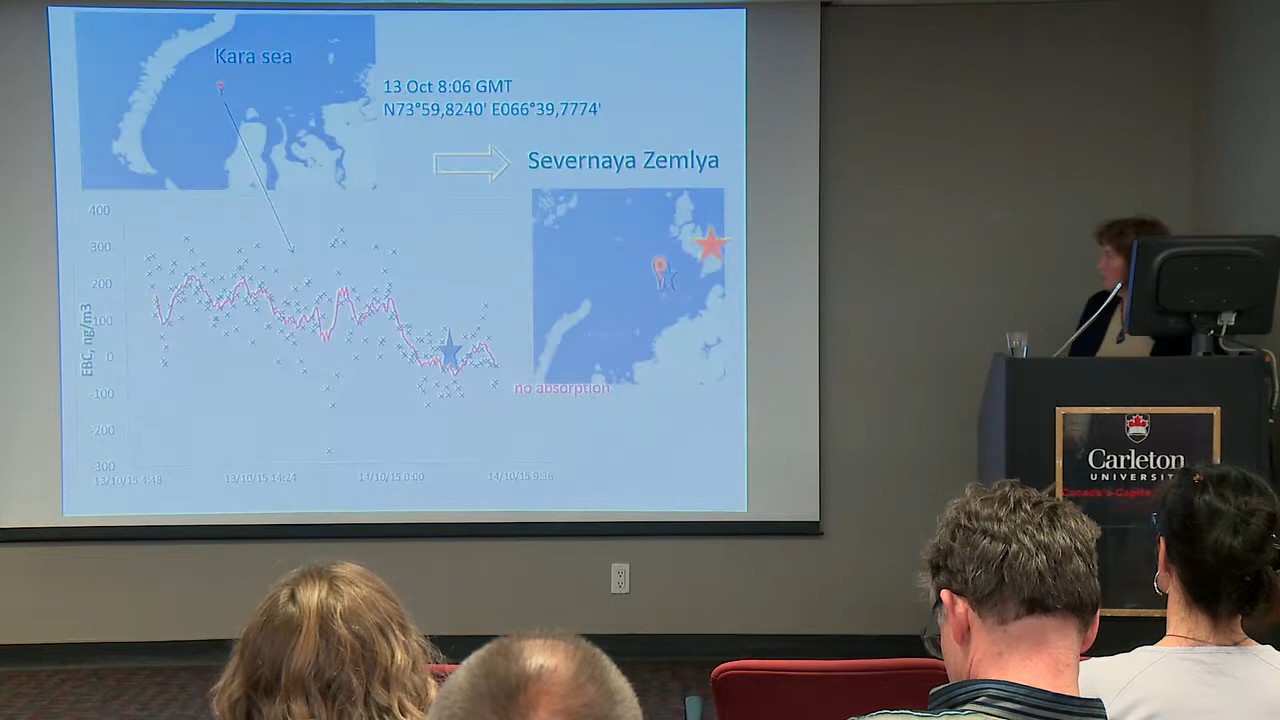 Kara sea
13 Oct 8:06 GMT
N73°59,8240' E066°39,7774'
Severnaya Zemlya
400
300
200
100
0
-100
-200
-300
EBC, ng/m3
no absorption
13/10/15 4:48
13/10/15 14:24
14/10/15 0:00
14/10/15 9:36
Carleton
UNIVERSITY
Canada's Capita